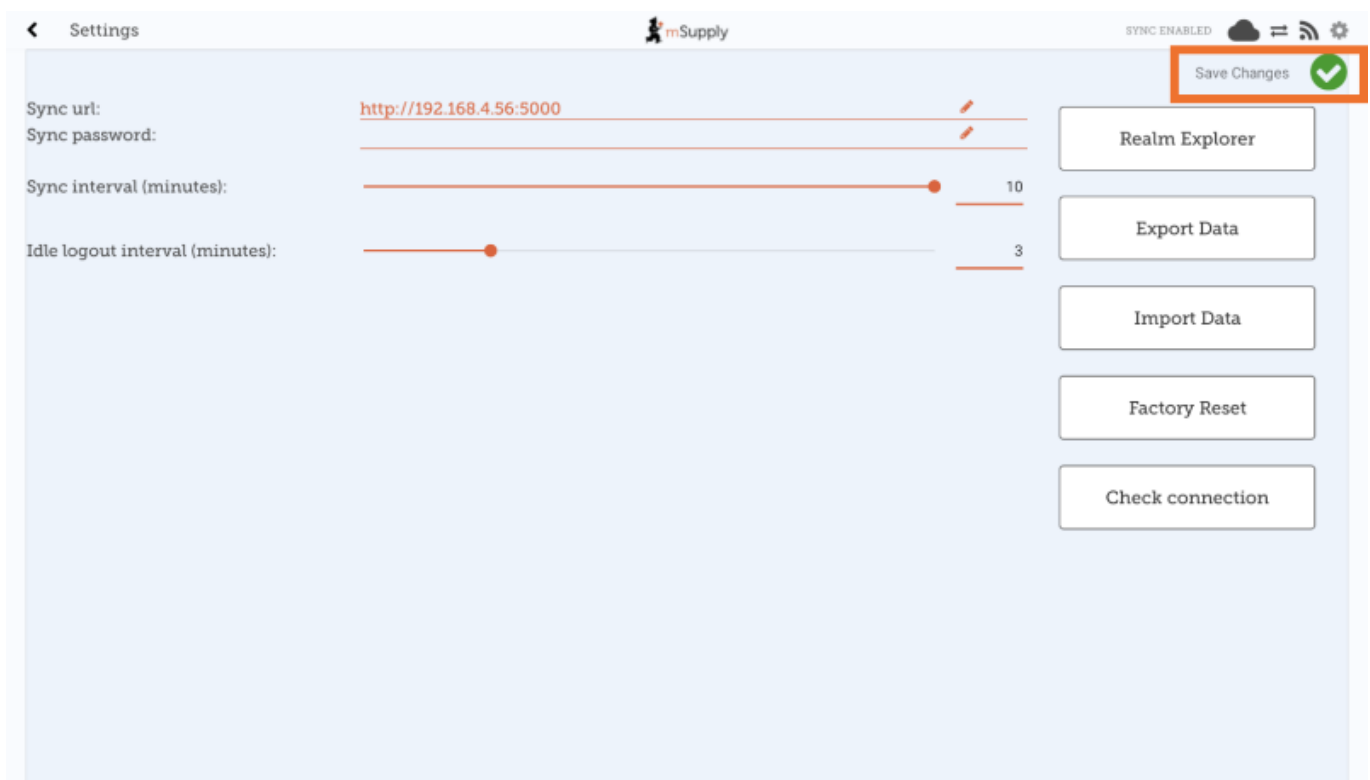 Settings
mSupply
SYNC ENABLED
Save Changes
Sync url:
http://192.168.4.56:5000
Sync password:
Sync interval (minutes):
10
Idle logout interval (minutes):
3
Realm Explorer
Export Data
Import Data
Factory Reset
Check connection